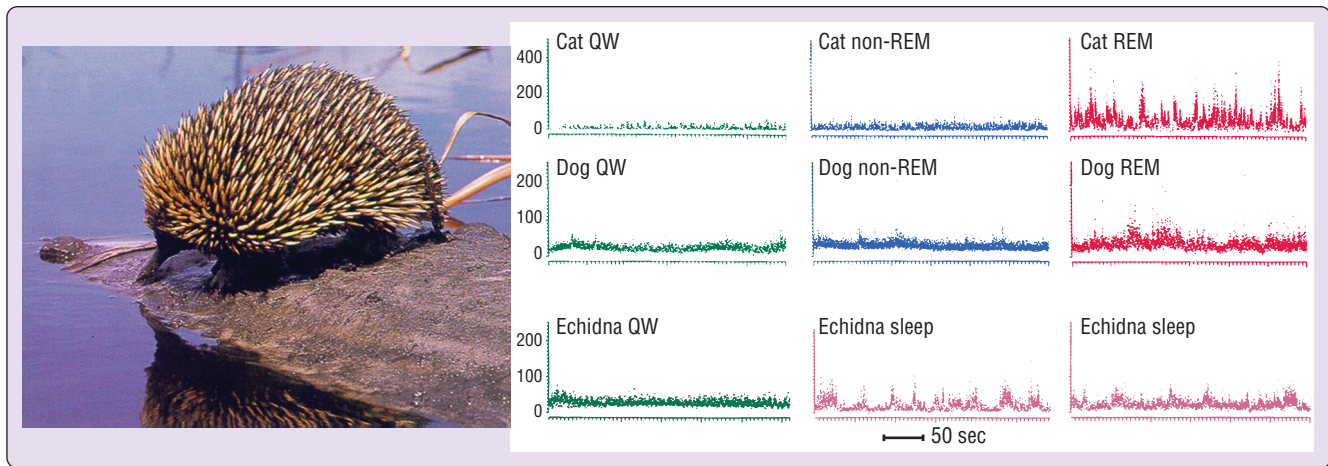 Cat QW
Cat non-REM
Cat REM
400
200
0
Dog QW
Dog non-REM
Dog REM
200
100
0
Echidna QW
Echidna sleep
Echidna sleep
200
100
0
50 sec